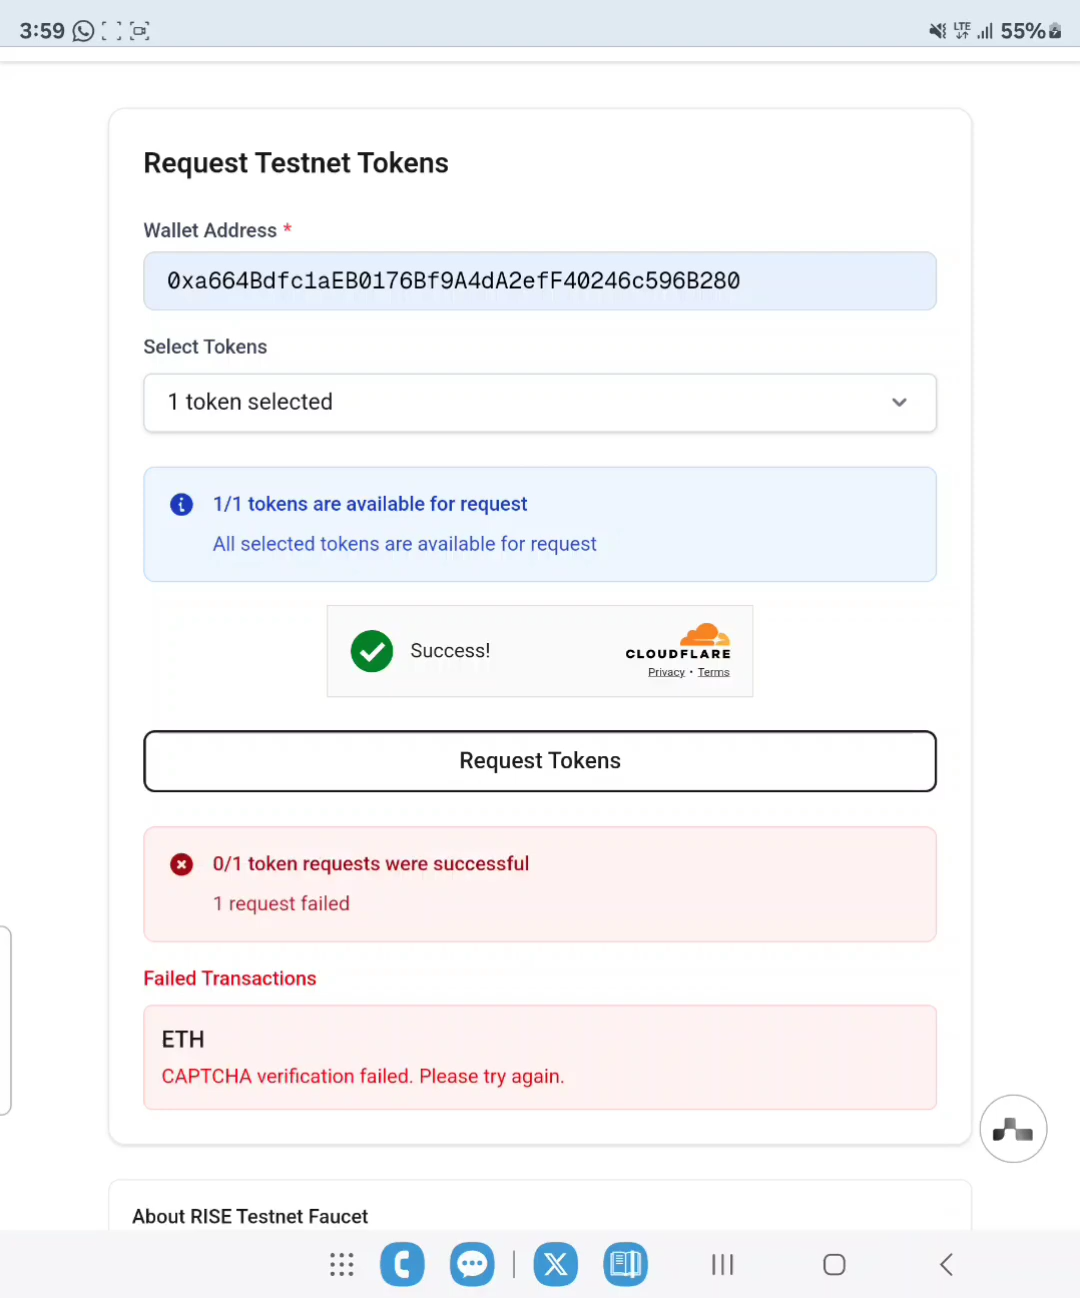 3:59
LTE
55%
Request Testnet Tokens
Wallet Address *
0xa664Bdfc1aEB0176Bf9A4dA2efF40246c596B280
Select Tokens
1 token selected
1/1 tokens are available for request
All selected tokens are available for request
Success!
CLOUDFLARE
Privacy • Terms
Request Tokens
0/1 token requests were successful
1 request failed
Failed Transactions
ETH
CAPTCHA verification failed. Please try again.
About RISE Testnet Faucet